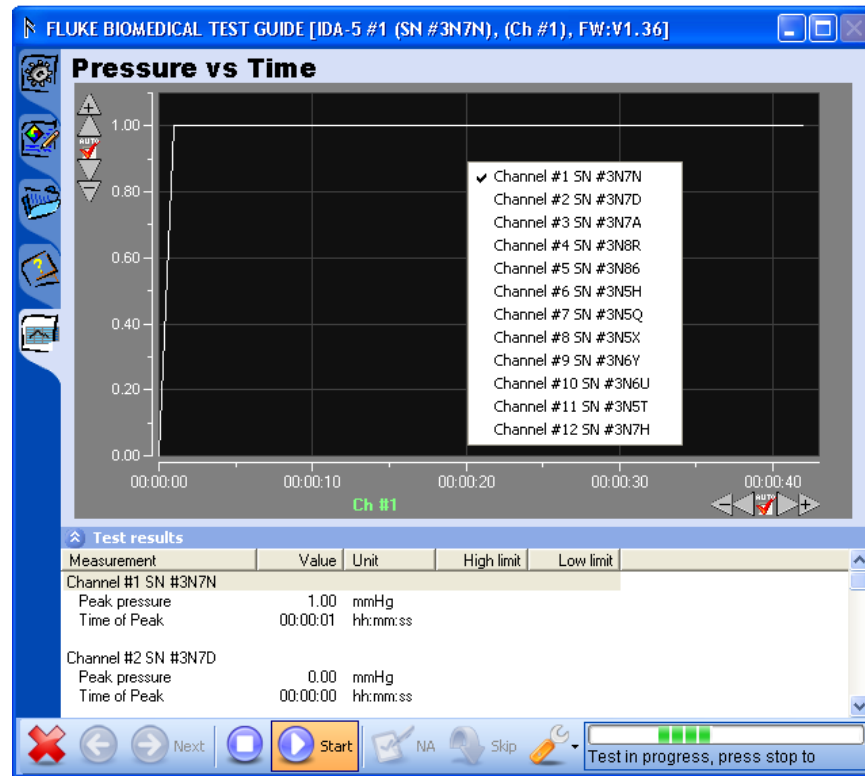 FLUKE BIOMEDICAL TEST GUIDE [IDA-5 #1 (SN #3N7N), (Ch #1), FW:V1.36]
Pressure vs Time
AUTO
1.00
0.80
0.60
0.40
0.20
0.00
Channel #1 SN #3N7N
Channel #2 SN #3N7D
Channel #3 SN #3N7A
Channel #4 SN #3N8R
Channel #5 SN #3N86
Channel #6 SN #3N5H
Channel #7 SN #3N5Q
Channel #8 SN #3N5X
Channel #9 SN #3N6Y
Channel #10 SN #3N6U
Channel #11 SN #3N5T
Channel #12 SN #3N7H
00:00:00 00:00:10 00:00:20 00:00:30 00:00:40
Ch #1
AUTO
Test results
Measurement Value Unit High limit Low limit
Channel #1 SN #3N7N
Peak pressure 1.00 mmHg
Time of Peak 00:00:01 hh:mm:ss
Channel #2 SN #3N7D
Peak pressure 0.00 mmHg
Time of Peak 00:00:00 hh:mm:ss
Next Start NA Skip
Test in progress, press stop to